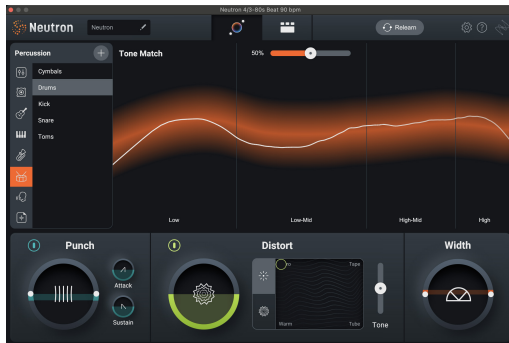 Neutron 4/3-80s Beat 90 bpm
Neutron
Neutron
Relearn
Percussion
Tone Match
50%
Cymbals
Drums
Kick
Snare
Toms
Low
Low-Mid
High-Mid
High
Punch
Attack
Sustain
Distort
Tape
Warm
Tube
Tone
Width